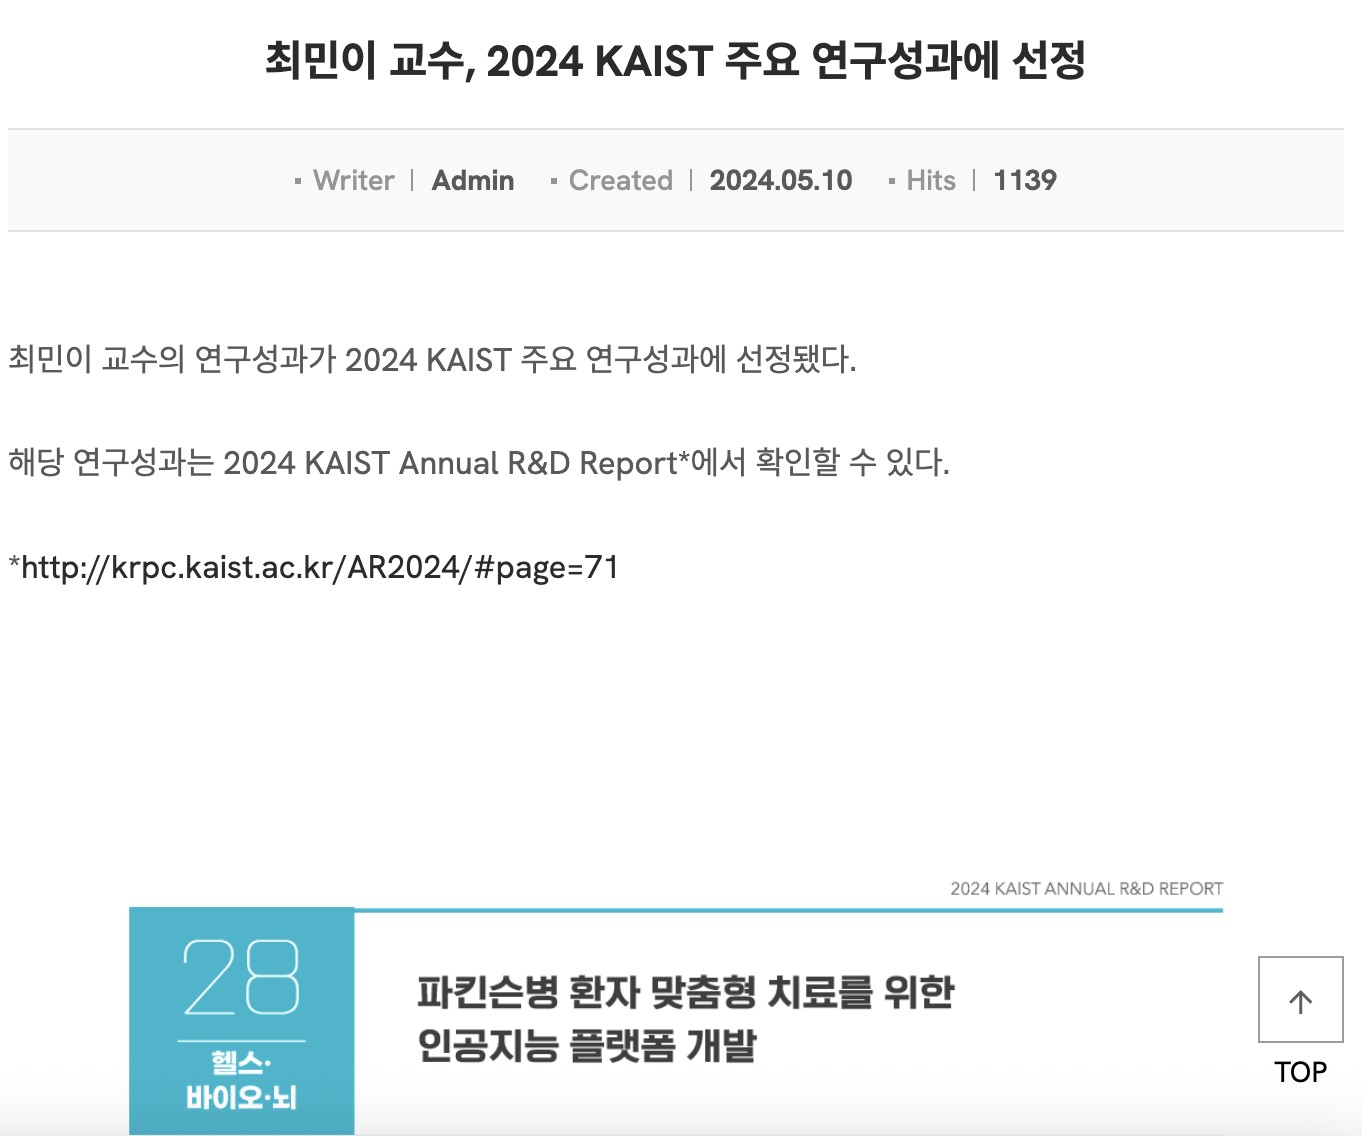 최민이 교수, 2024 KAIST 주요 연구성과에 선정
▪ Writer | Admin ▪ Created | 2024.05.10 ▪ Hits | 1139
최민이 교수의 연구성과가 2024 KAIST 주요 연구성과에 선정됐다.
해당 연구성과는 2024 KAIST Annual R&D Report*에서 확인할 수 있다.
*http://krpc.kaist.ac.kr/AR2024/#page=71
2024 KAIST ANNUAL R&D REPORT
28
헬스·
바이오·뇌
파킨슨병 환자 맞춤형 치료를 위한
인공지능 플랫폼 개발
TOP